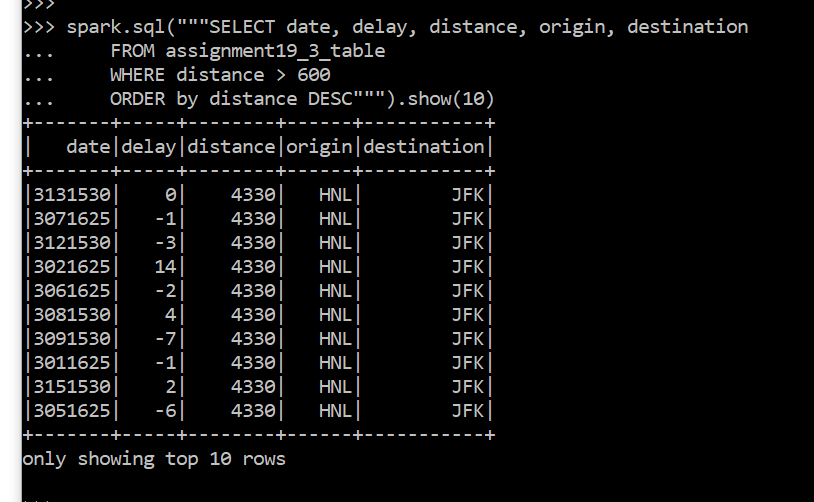 >>>
>>> spark.sql("""SELECT date, delay, distance, origin, destination
...     FROM assignment19_3_table
...     WHERE distance > 600
...     ORDER by distance DESC""").show(10)
+-------+-----+--------+------+-----------+
|   date|delay|distance|origin|destination|
+-------+-----+--------+------+-----------+
|3131530|    0|    4330|   HNL|        JFK|
|3071625|   -1|    4330|   HNL|        JFK|
|3121530|   -3|    4330|   HNL|        JFK|
|3021625|   14|    4330|   HNL|        JFK|
|3061625|   -2|    4330|   HNL|        JFK|
|3081530|    4|    4330|   HNL|        JFK|
|3091530|   -7|    4330|   HNL|        JFK|
|3011625|   -1|    4330|   HNL|        JFK|
|3151530|    2|    4330|   HNL|        JFK|
|3051625|   -6|    4330|   HNL|        JFK|
+-------+-----+--------+------+-----------+
only showing top 10 rows
>>>